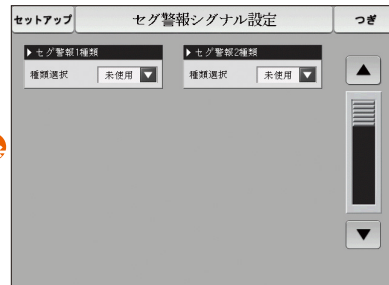 セットアップ
セグ警報シグナル設定
つぎ
セグ警報1種類
セグ警報2種類
種類選択 未使用
種類選択 未使用